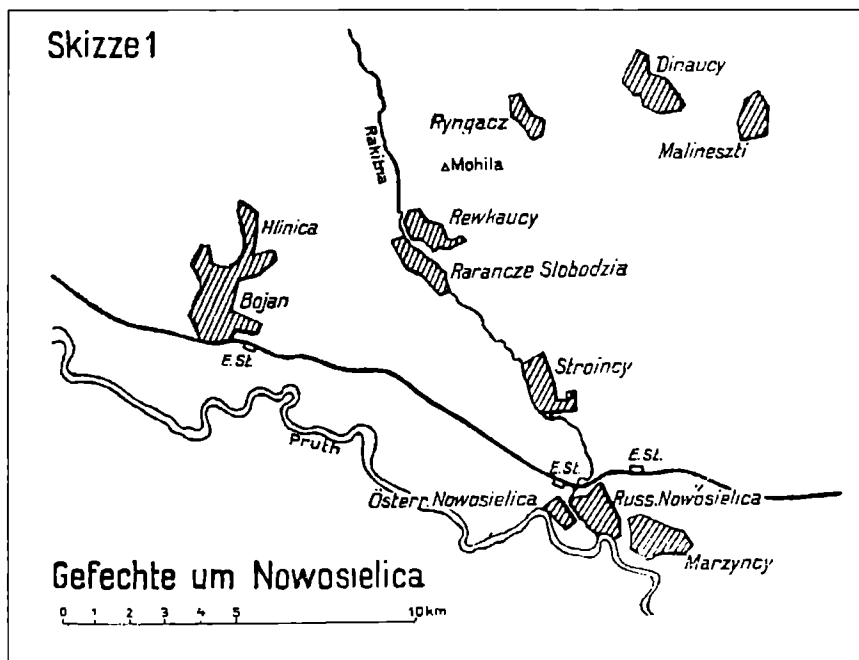 Skizze 1
Dinaucy
Ryngacz
Malineszti
Rakitna
Mohila
Rewkaucy
Hlinica
Rarancze Slobodzia
Bojan
E.St.
Stroincy
Pruth
E.St.
E.St.
Österr. Nowosielica
Russ. Nowosielica
Marzyncy
Gefechte um Nowosielica
0 1 2 3 4 5 10 km